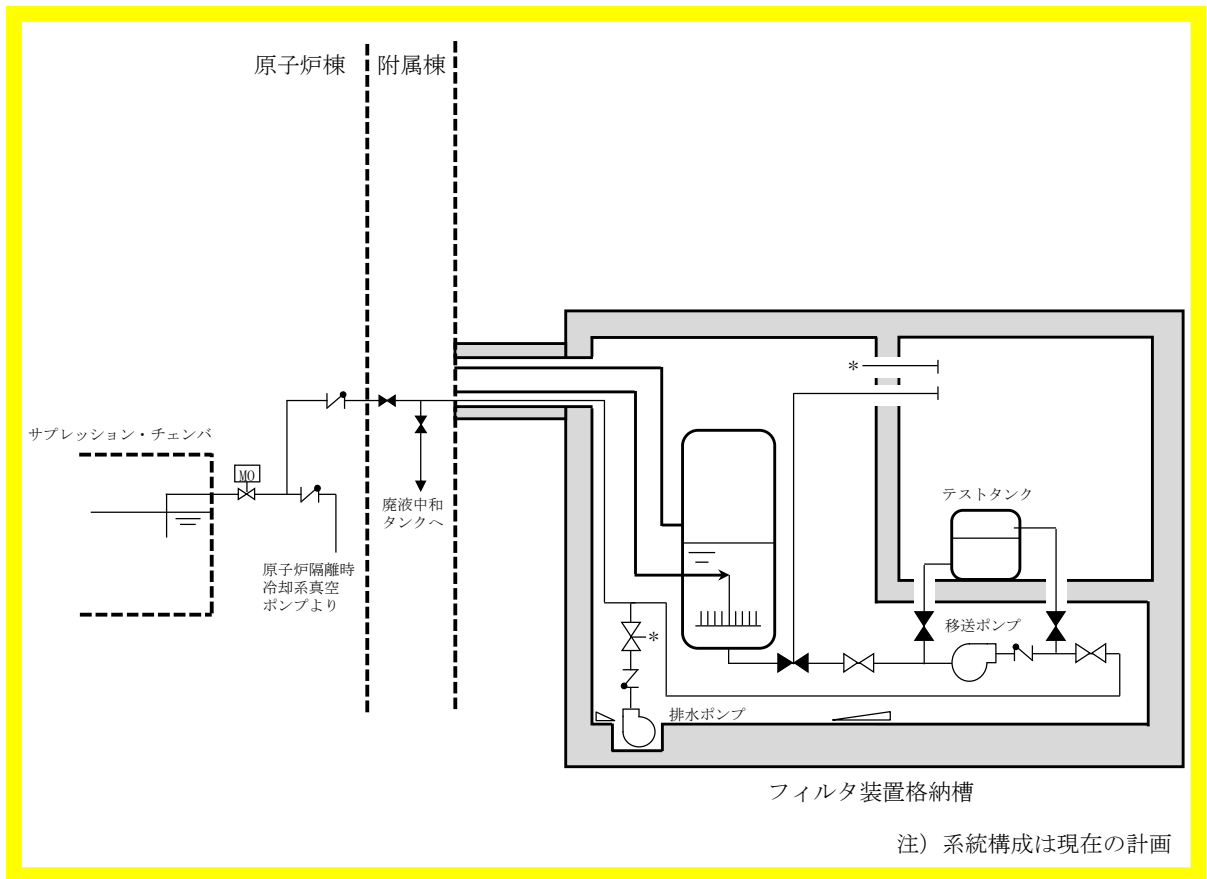 原子炉棟
附属棟
サプレッション・チェンバ
MO
廃液中和
タンクへ
原子炉隔離時
冷却系真空
ポンプより
*
テストタンク
移送ポンプ
*
排水ポンプ
フィルタ装置格納槽
注）系統構成は現在の計画